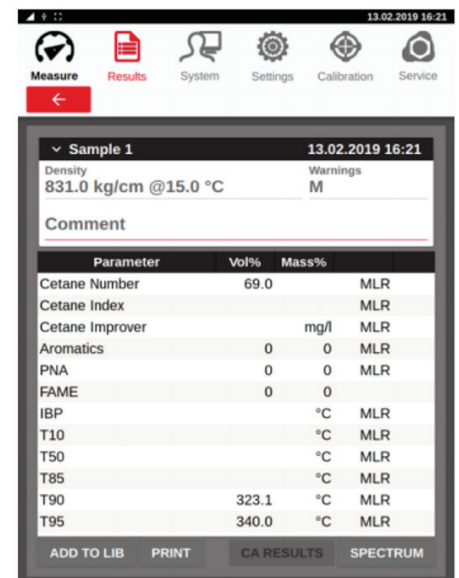 13.02.2019 16:21
Measure Results System Settings Calibration Service
Sample 1 13.02.2019 16:21
Density Warnings
831.0 kg/cm @15.0 °C M
Comment
Parameter Vol% Mass%
Cetane Number 69.0 MLR
Cetane Index MLR
Cetane Improver mg/l MLR
Aromatics 0 0 MLR
PNA 0 0 MLR
FAME 0 0
IBP °C MLR
T10 °C MLR
T50 °C MLR
T85 °C MLR
T90 323.1 °C MLR
T95 340.0 °C MLR
ADD TO LIB PRINT CA RESULTS SPECTRUM